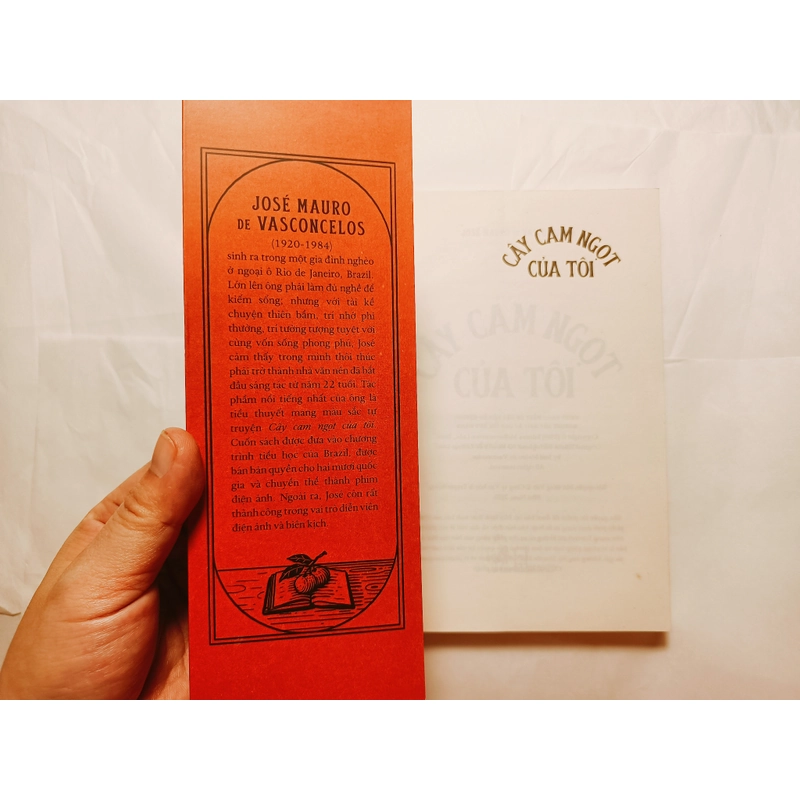 JOSÉ MAURO
DE VASCONCELOS
(1920-1984)
sinh ra trong một gia đình nghèo
ở ngoại ô Rio de Janeiro, Brazil.
Lớn lên ông phải làm đủ nghề để
kiếm sống, nhưng với tài kể
chuyện thiên bẩm, trí nhớ phi
thường, trí tưởng tượng tuyệt vời
cùng vốn sống phong phú, José
cảm thấy trong mình thôi thúc
phải trở thành nhà văn nên đã bắt
đầu sáng tác từ năm 22 tuổi. Tác
phẩm nổi tiếng nhất của ông là
tiểu thuyết mang màu sắc tự
truyện Cây cam ngọt của tôi.
Cuốn sách được đưa vào chương
trình tiểu học của Brazil, được
bán bản quyền cho hai mươi quốc
gia và chuyển thể thành phim
điện ảnh. Ngoài ra, José còn rất
thành công trong vai trò diễn viên
điện ảnh và biên kịch.
CÂY CAM NGỌT
CỦA TÔI
CÂY CAM NGỌT
CỦA TÔI